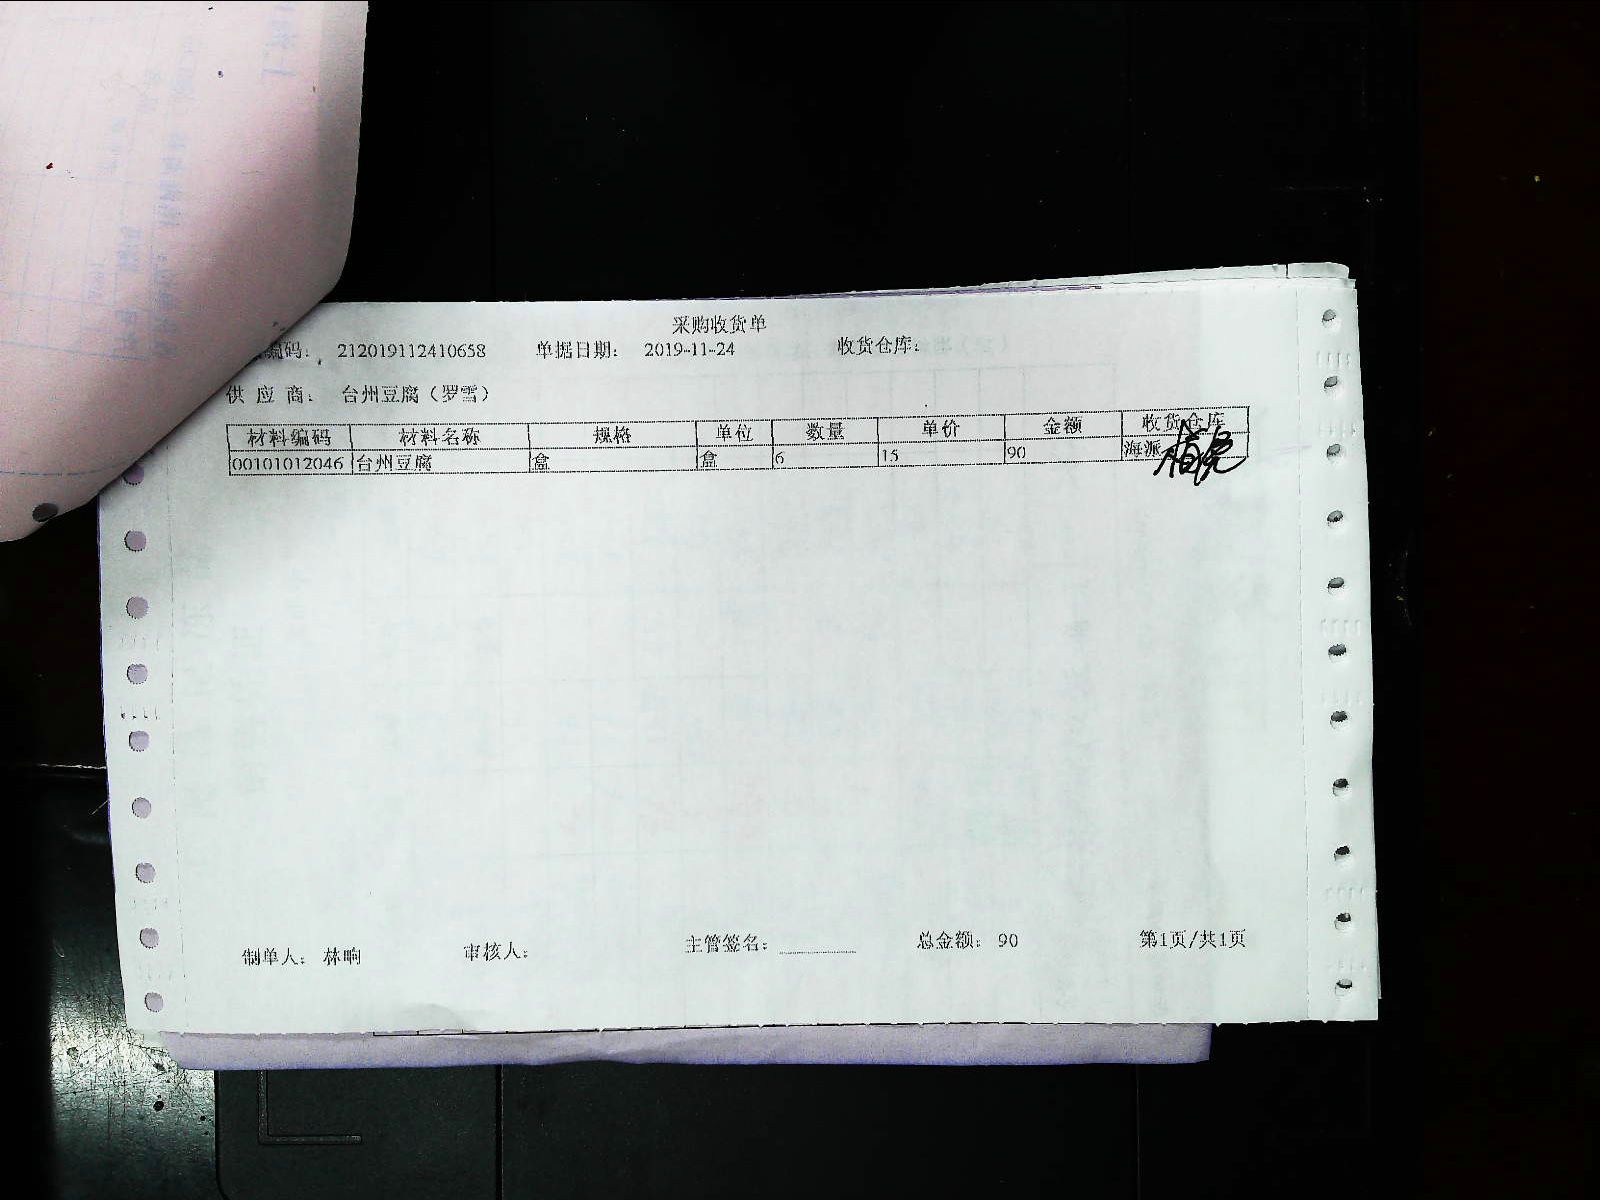 采购收货单
编码: 212019112410658 单据日期: 2019-11-24 收货仓库:
供应商: 台州豆腐（罗雪）
材料编码 材料名称 规格 单位 数量 单价 金额 收货仓库
00101012046 台州豆腐 盒 盒 6 15 90 海派
制单人: 林晌 审核人: 主管签名: 总金额: 90 第1页/共1页